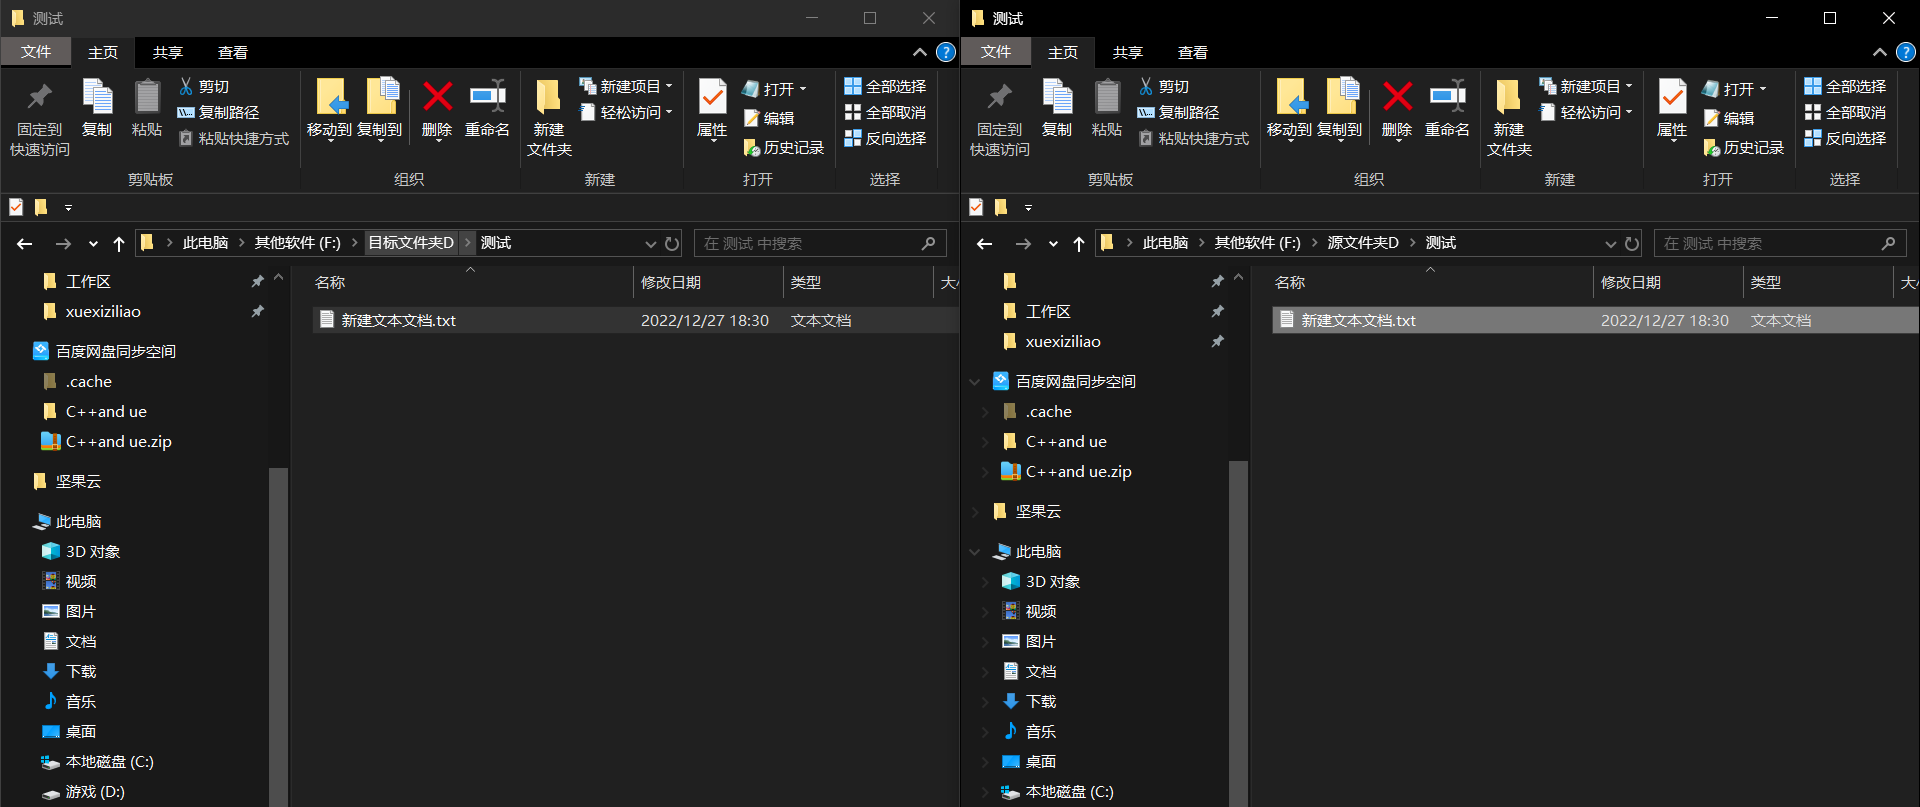 测试
文件 主页 共享 查看
固定到快速访问 复制 粘贴 剪切 复制路径 粘贴快捷方式
移动到 复制到 删除 重命名
新建文件夹 新建项目 轻松访问
属性 打开 编辑 历史记录
全部选择 全部取消 反向选择
剪贴板 组织 新建 打开 选择
此电脑 其他软件 (F:) 目标文件夹D 测试
在 测试 中搜索
工作区
xuexiziliao
百度网盘同步空间
.cache
C++and ue
C++and ue.zip
坚果云
此电脑
3D 对象
视频
图片
文档
下载
音乐
桌面
本地磁盘 (C:)
游戏 (D:)
名称 修改日期 类型
新建文本文档.txt 2022/12/27 18:30 文本文档
测试
文件 主页 共享 查看
固定到快速访问 复制 粘贴 剪切 复制路径 粘贴快捷方式
移动到 复制到 删除 重命名
新建文件夹 新建项目 轻松访问
属性 打开 编辑 历史记录
全部选择 全部取消 反向选择
剪贴板 组织 新建 打开 选择
此电脑 其他软件 (F:) 源文件夹D 测试
在 测试 中搜索
工作区
xuexiziliao
百度网盘同步空间
.cache
C++and ue
C++and ue.zip
坚果云
此电脑
3D 对象
视频
图片
文档
下载
音乐
桌面
本地磁盘 (C:)
名称 修改日期 类型
新建文本文档.txt 2022/12/27 18:30 文本文档